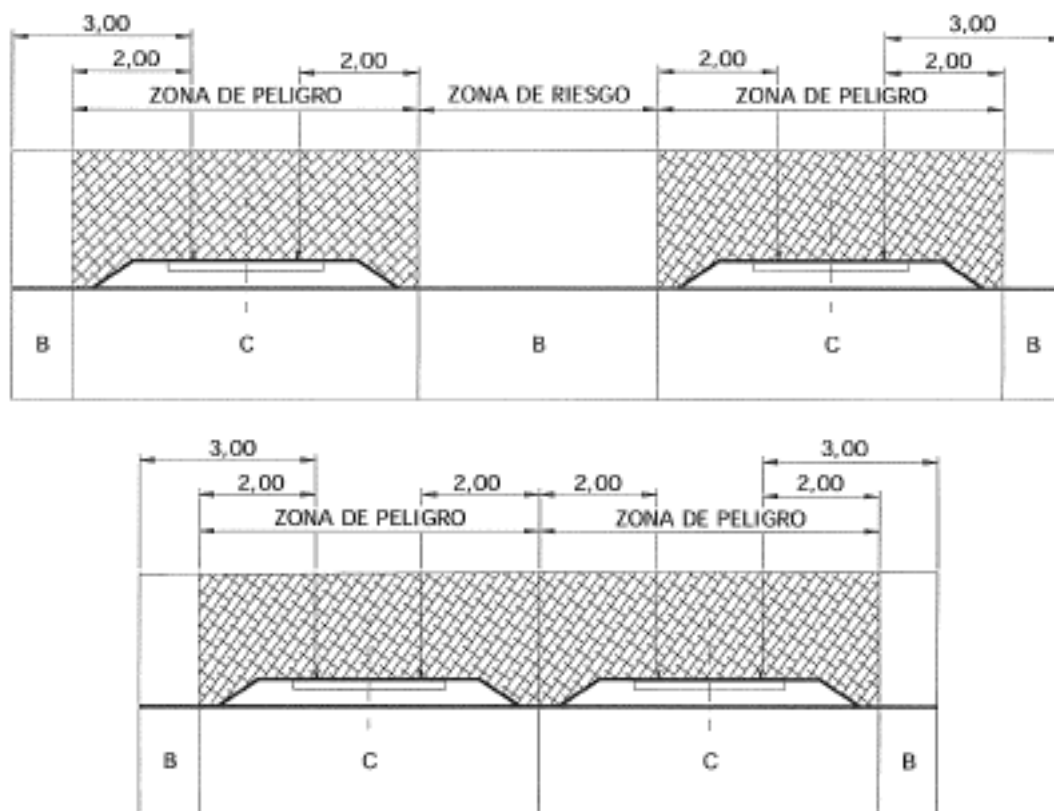 3,00 3,00
2,00 2,00 2,00 2,00
ZONA DE PELIGRO ZONA DE RIESGO ZONA DE PELIGRO
B C B C B
3,00 3,00
2,00 2,00 2,00 2,00
ZONA DE PELIGRO ZONA DE PELIGRO
B C C B